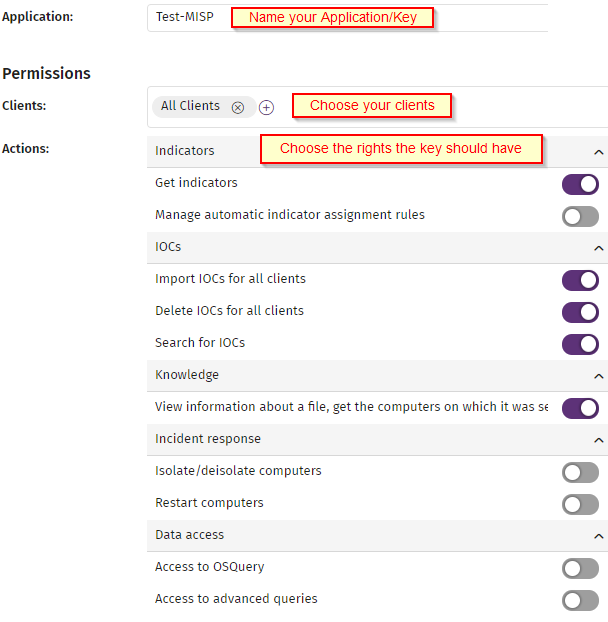 Application: Test-MISP Name your Application/Key
Permissions
Clients: All Clients Choose your clients
Actions: Indicators Choose the rights the key should have
Get indicators
Manage automatic indicator assignment rules
IOCs
Import IOCs for all clients
Delete IOCs for all clients
Search for IOCs
Knowledge
View information about a file, get the computers on which it was se
Incident response
Isolate/deisolate computers
Restart computers
Data access
Access to OSQuery
Access to advanced queries